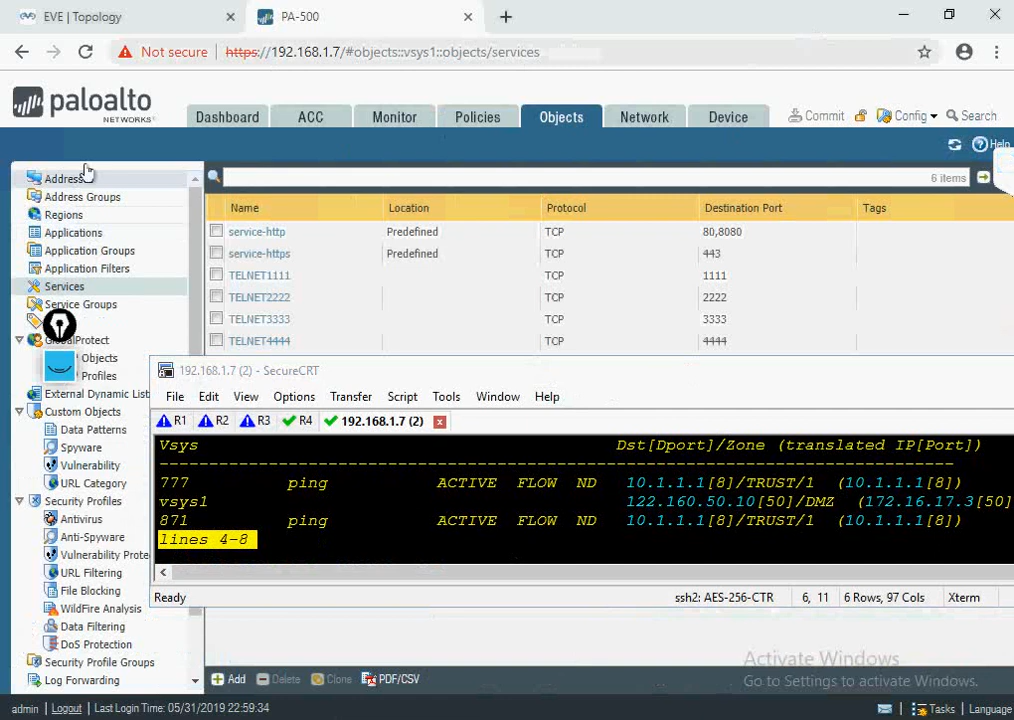 EVE | Topology
PA-500
Not secure | https://192.168.1.7/#objects::vsys1::objects/services
paloalto
NETWORKS
Dashboard ACC Monitor Policies Objects Network Device Commit Config Search
Help
Address
6 items
Address Groups
Name Location Protocol Destination Port Tags
Regions
Applications
service-http Predefined TCP 80,8080
Application Groups
service-https Predefined TCP 443
Application Filters
TELNET1111 TCP 1111
Services
TELNET2222 TCP 2222
Service Groups
TELNET3333 TCP 3333
GlobalProtect
TELNET4444 TCP 4444
Objects
Profiles
External Dynamic List
Custom Objects
Data Patterns
Spyware
Vulnerability
URL Category
Security Profiles
Antivirus
Anti-Spyware
Vulnerability Prote
URL Filtering
File Blocking
WildFire Analysis
Data Filtering
DoS Protection
Security Profile Groups
Log Forwarding
192.168.1.7 (2) - SecureCRT
File Edit View Options Transfer Script Tools Window Help
R1 R2 R3 R4 192.168.1.7 (2)
Vsys Dst[Dport]/Zone (translated IP[Port])
--------------------------------------------------------------------------------
777 ping ACTIVE FLOW ND 10.1.1.1[8]/TRUST/1 (10.1.1.1[8])
vsys1 122.160.50.10[50]/DMZ (172.16.17.3[50]
871 ping ACTIVE FLOW ND 10.1.1.1[8]/TRUST/1 (10.1.1.1[8])
lines 4-8
Ready ssh2: AES-256-CTR 6, 11 6 Rows, 97 Cols Xterm
Activate Windows
Go to Settings to activate Windows.
Add Delete Clone PDF/CSV
admin | Logout | Last Login Time: 05/31/2019 22:59:34 Tasks | Language